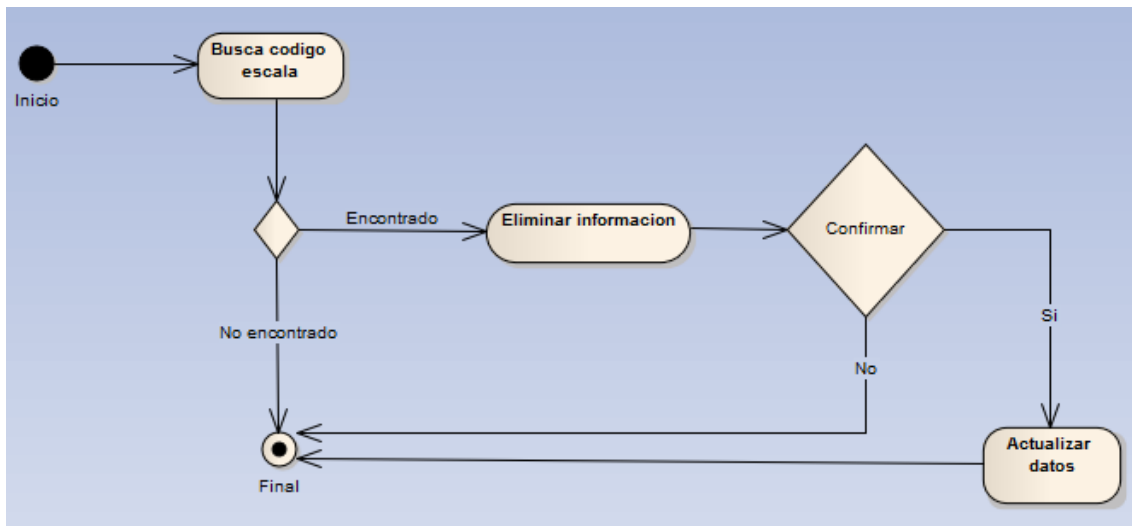 Busca codigo
escala
Inicio
Encontrado
Eliminar informacion
Confirmar
No encontrado
Si
No
Actualizar
datos
Final